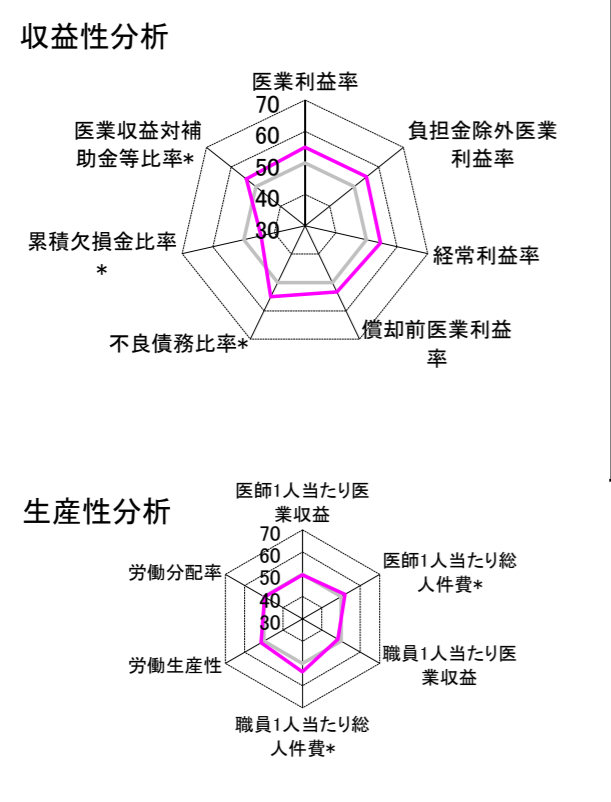 収益性分析
医業利益率
70
60
50
40
30
負担金除外医業
利益率
経常利益率
償却前医業利益
率
不良債務比率*
累積欠損金比率
*
医業収益対補
助金等比率*
生産性分析
医師1人当たり医
業収益
70
60
50
40
30
医師1人当たり総
人件費*
職員1人当たり医
業収益
職員1人当たり総
人件費*
労働生産性
労働分配率